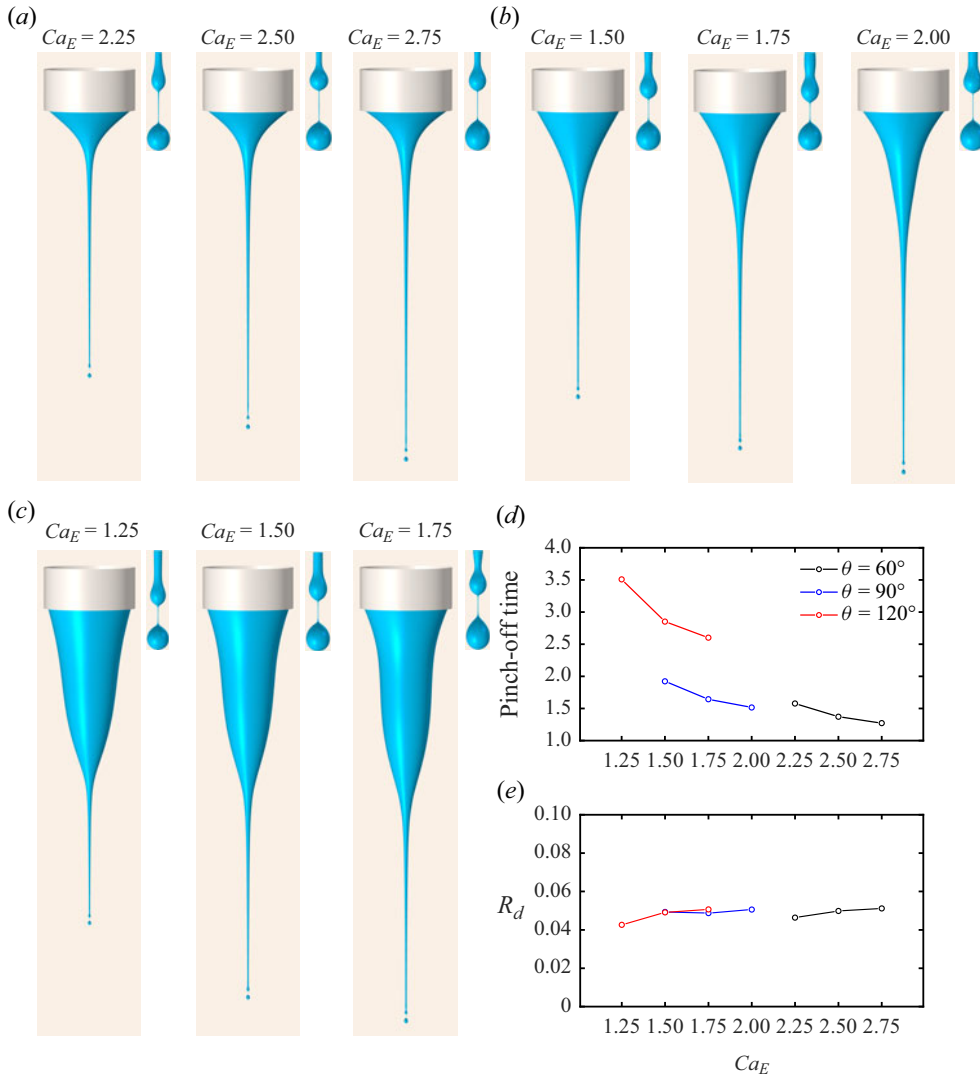 (a)
Ca_E = 2.25 Ca_E = 2.50 Ca_E = 2.75
(b)
Ca_E = 1.50 Ca_E = 1.75 Ca_E = 2.00
(c)
Ca_E = 1.25 Ca_E = 1.50 Ca_E = 1.75
(d)
4.0
3.5
3.0
2.5
2.0
1.5
1.0
Pinch-off time
θ = 60°
θ = 90°
θ = 120°
1.25 1.50 1.75 2.00 2.25 2.50 2.75
(e)
0.10
0.08
0.06
0.04
0.02
0
R_d
1.25 1.50 1.75 2.00 2.25 2.50 2.75
Ca_E